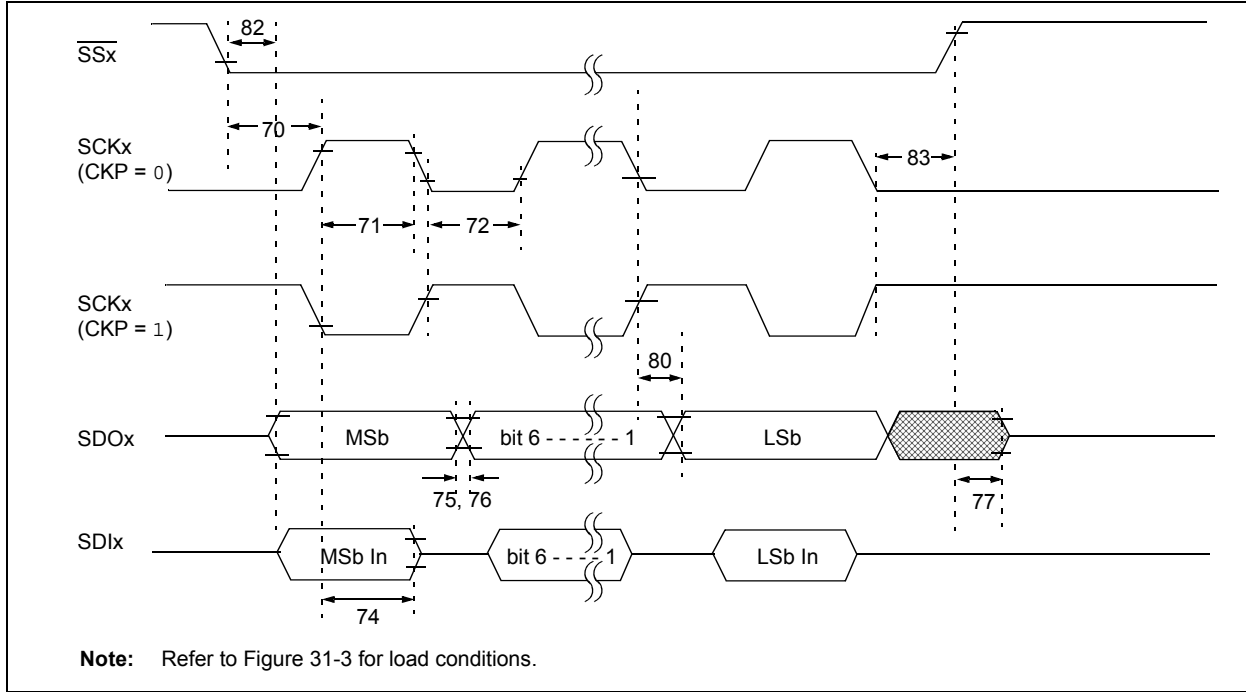 82
SSx
70
SCKx
(CKP = 0)
83
71
72
SCKx
(CKP = 1)
80
SDOx
MSb
bit 6 - - - - - - 1
LSb
75, 76
77
SDIx
MSb In
bit 6 - - - - 1
LSb In
74
Note: Refer to Figure 31-3 for load conditions.